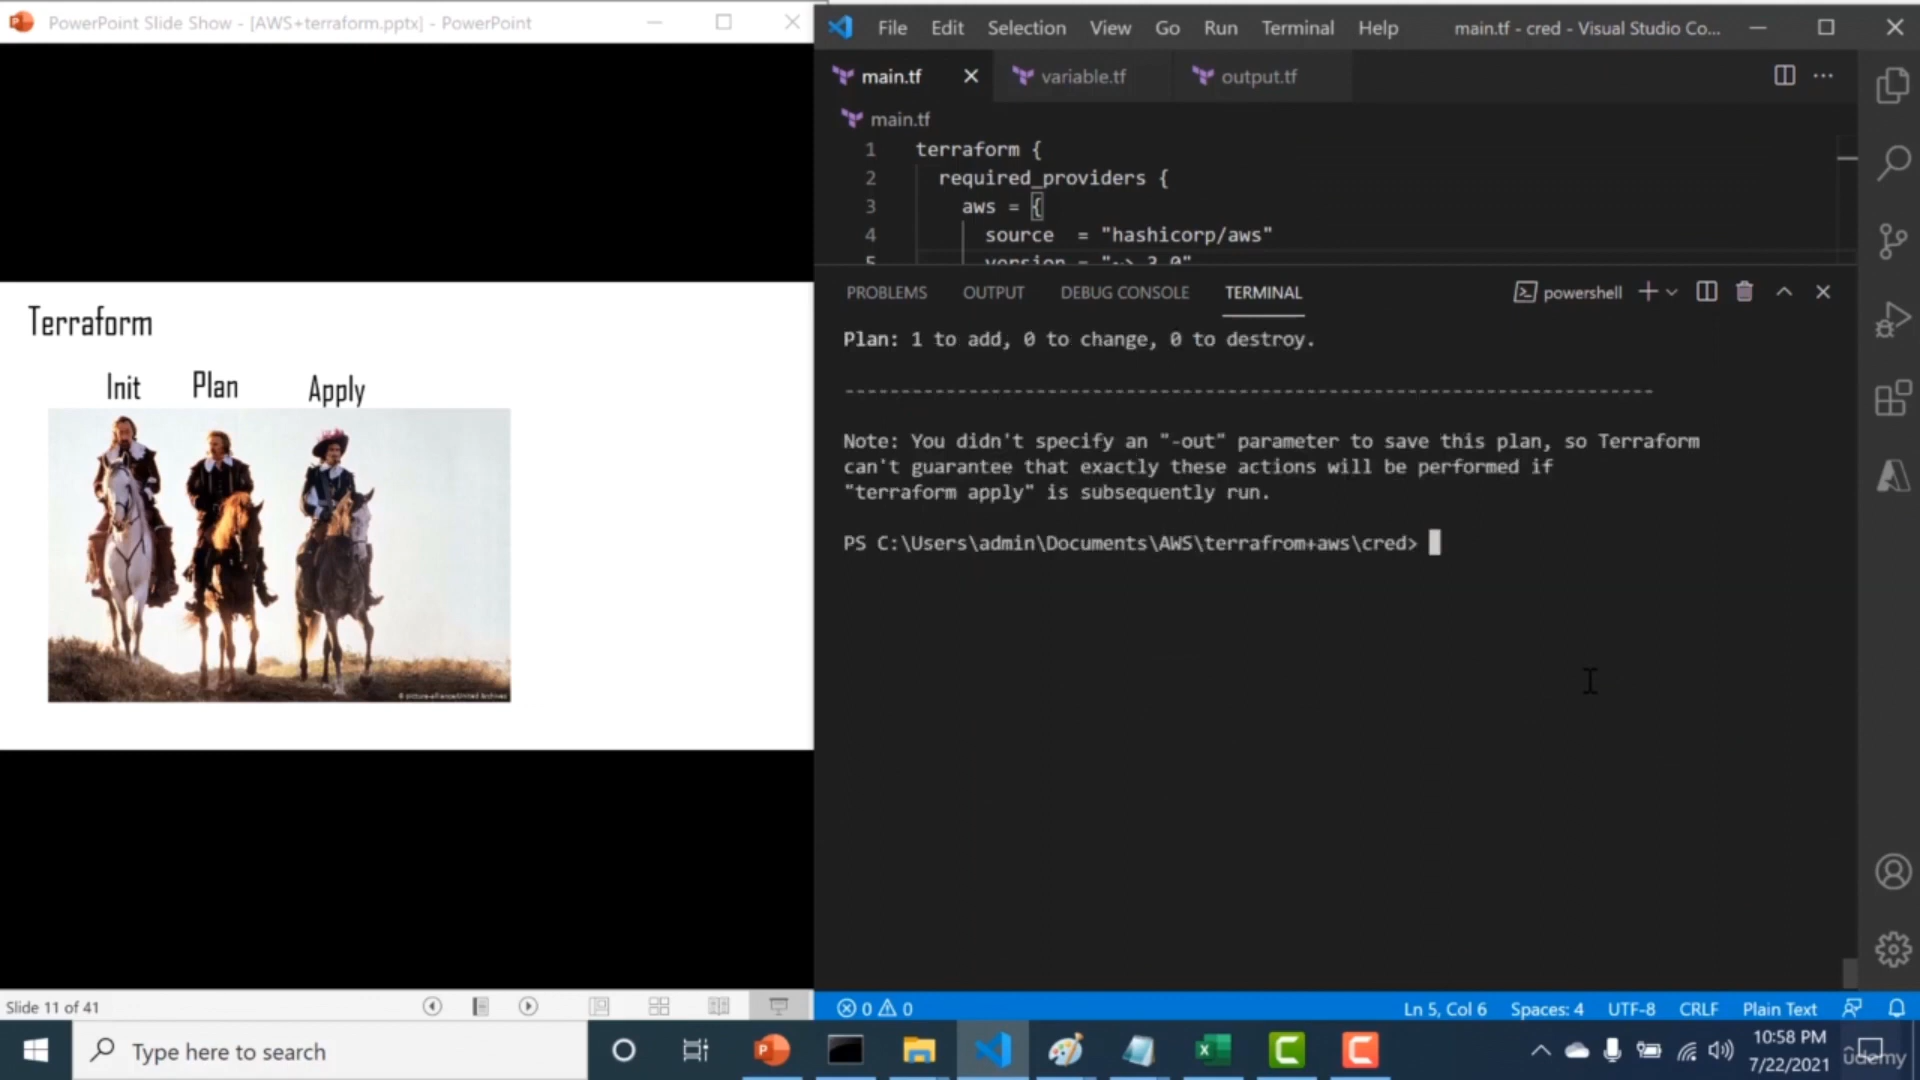 PowerPoint Slide Show - [AWS+terraform.pptx] - PowerPoint
Terraform
Init Plan Apply
Slide 11 of 41
File Edit Selection View Go Run Terminal Help main.tf - cred - Visual Studio Co...
main.tf variable.tf output.tf
main.tf
1 terraform {
2 required_providers {
3 aws = {
4 source = "hashicorp/aws"
5 version = "~> 3.0"
PROBLEMS OUTPUT DEBUG CONSOLE TERMINAL powershell
Plan: 1 to add, 0 to change, 0 to destroy.
------------------------------------------------------------------------
Note: You didn't specify an "-out" parameter to save this plan, so Terraform
can't guarantee that exactly these actions will be performed if
"terraform apply" is subsequently run.
PS C:\Users\admin\Documents\AWS\terrafrom+aws\cred>
0 0 Ln 5, Col 6 Spaces: 4 UTF-8 CRLF Plain Text
Type here to search
10:58 PM
7/22/2021
ûdemy